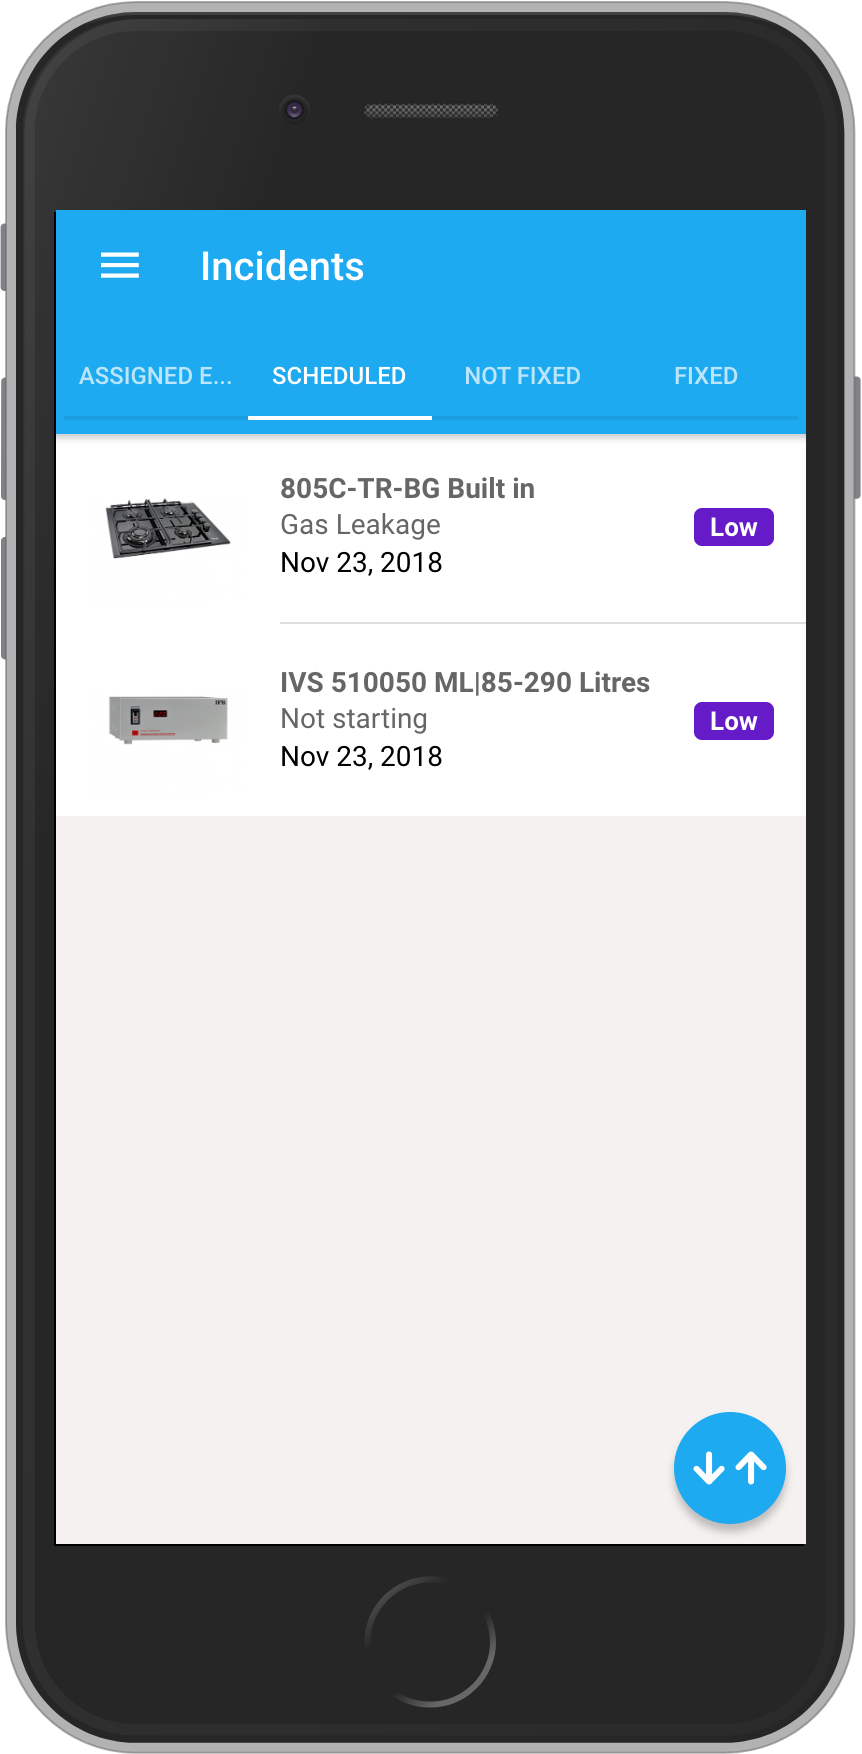 Incidents
ASSIGNED E...
SCHEDULED
NOT FIXED
FIXED
805C-TR-BG Built in
Gas Leakage
Nov 23, 2018
Low
IVS 510050 ML|85-290 Litres
Not starting
Nov 23, 2018
Low
IFB